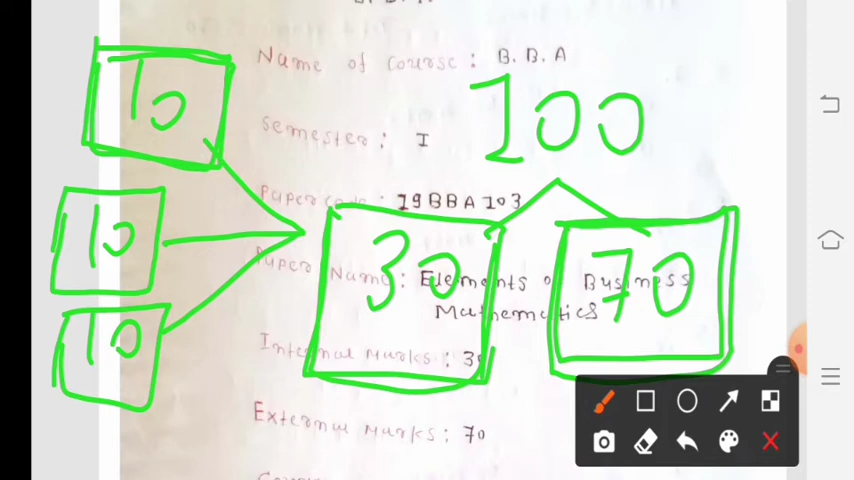 Name of Course : B.B.A
100
Semester : I
Paper code : 19BBA103
Paper Name : Elements of Business
Mathematics
Internal Marks : 30
External Marks : 70
10
10
10
30
70